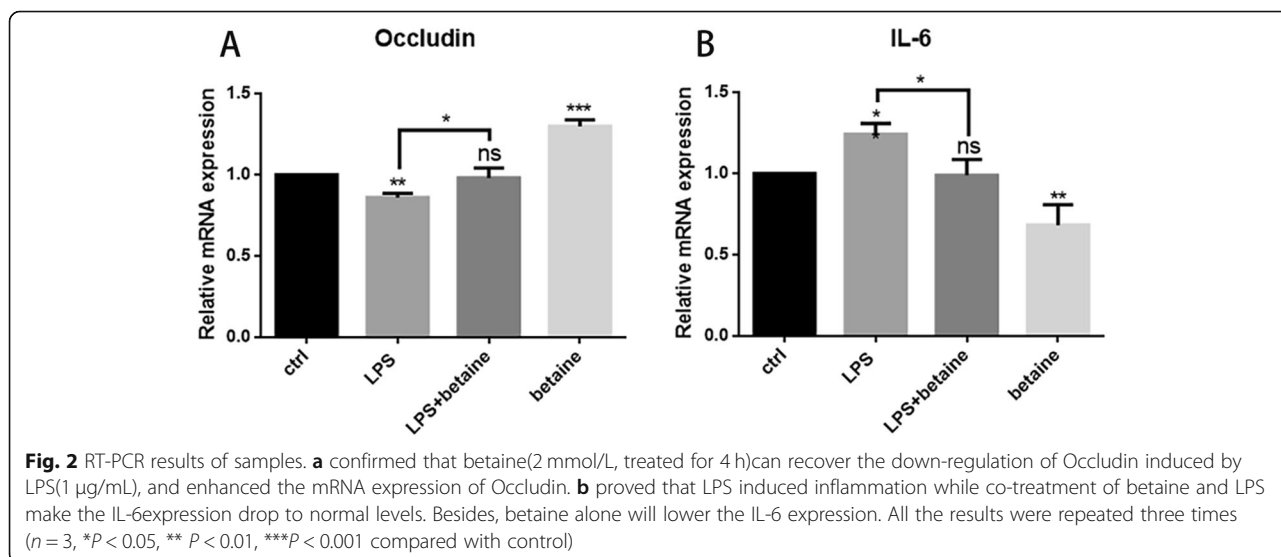 A
Occludin
Relative mRNA expression
1.5
1.0
0.5
0.0
*
**
ns
***
ctrl
LPS
LPS+betaine
betaine
B
IL-6
Relative mRNA expression
1.5
1.0
0.5
0.0
*
*
*
ns
**
ctrl
LPS
LPS+betaine
betaine
Fig. 2 RT-PCR results of samples. a confirmed that betaine(2 mmol/L, treated for 4 h)can recover the down-regulation of Occludin induced by
LPS(1 μg/mL), and enhanced the mRNA expression of Occludin. b proved that LPS induced inflammation while co-treatment of betaine and LPS
make the IL-6expression drop to normal levels. Besides, betaine alone will lower the IL-6 expression. All the results were repeated three times
(n = 3, *P < 0.05, ** P < 0.01, ***P < 0.001 compared with control)